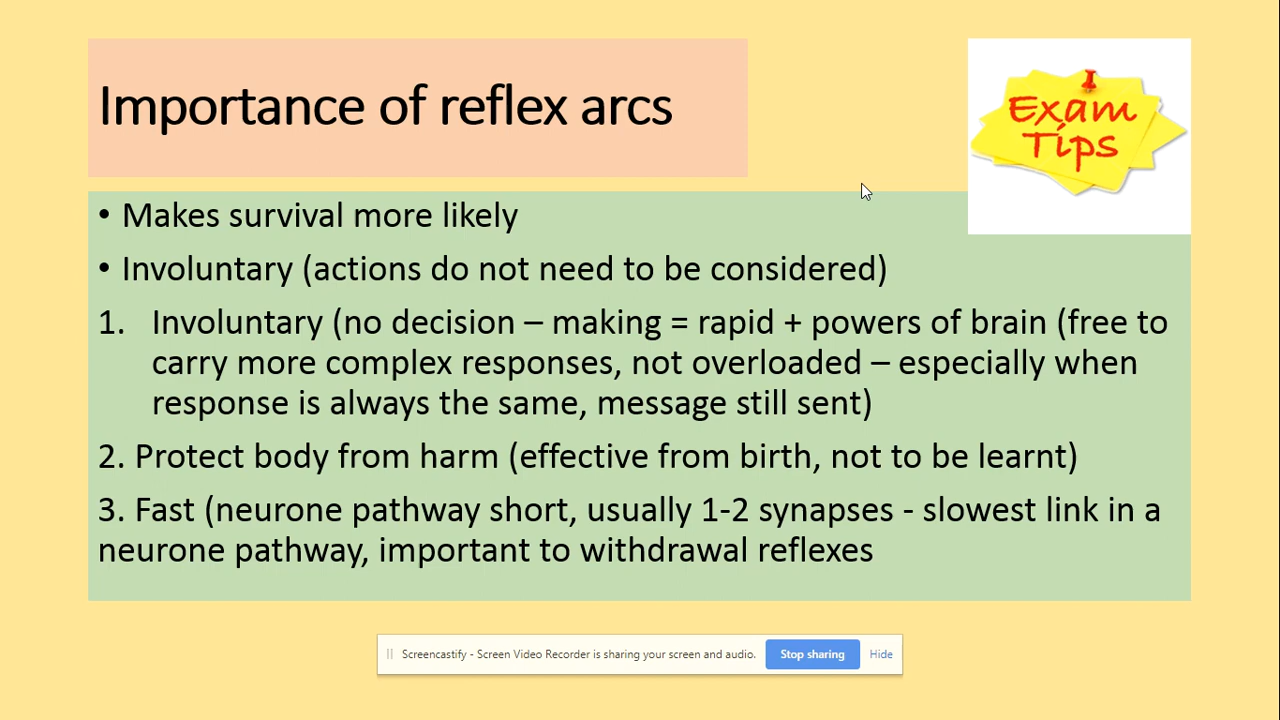 Importance of reflex arcs
Exam
Tips
• Makes survival more likely
• Involuntary (actions do not need to be considered)
1. Involuntary (no decision – making = rapid + powers of brain (free to
carry more complex responses, not overloaded – especially when
response is always the same, message still sent)
2. Protect body from harm (effective from birth, not to be learnt)
3. Fast (neurone pathway short, usually 1-2 synapses - slowest link in a
neurone pathway, important to withdrawal reflexes
Screencastify - Screen Video Recorder is sharing your screen and audio. Stop sharing Hide